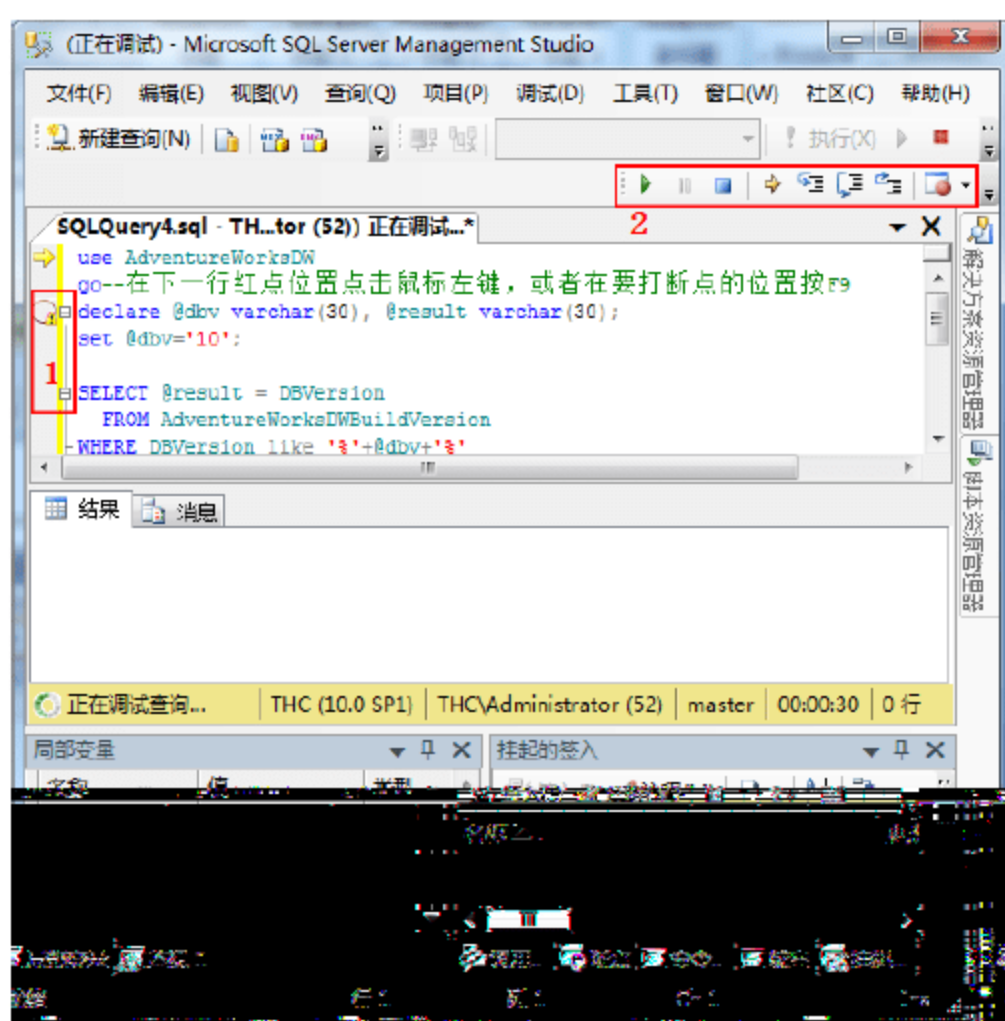 (正在调试) - Microsoft SQL Server Management Studio
文件(F) 编辑(E) 视图(V) 查询(Q) 项目(P) 调试(D) 工具(T) 窗口(W) 社区(C) 帮助(H)
新建查询(N) 执行(X)
2
SQLQuery4.sql - TH...tor (52)) 正在调试...*
use AdventureWorksDW
go--在下一行红点位置点击鼠标左键，或者在要打断点的位置按F9
declare @dbv varchar(30), @result varchar(30);
set @dbv='10';
1
SELECT @result = DBVersion
FROM AdventureWorksDWBuildVersion
WHERE DBVersion like '%'+@dbv+'%'
解决方案资源管理器
脚本资源管理器
结果 消息
正在调试查询... THC (10.0 SP1) THC\Administrator (52) master 00:00:30 0 行
局部变量 挂起的签入
名称 值 类型